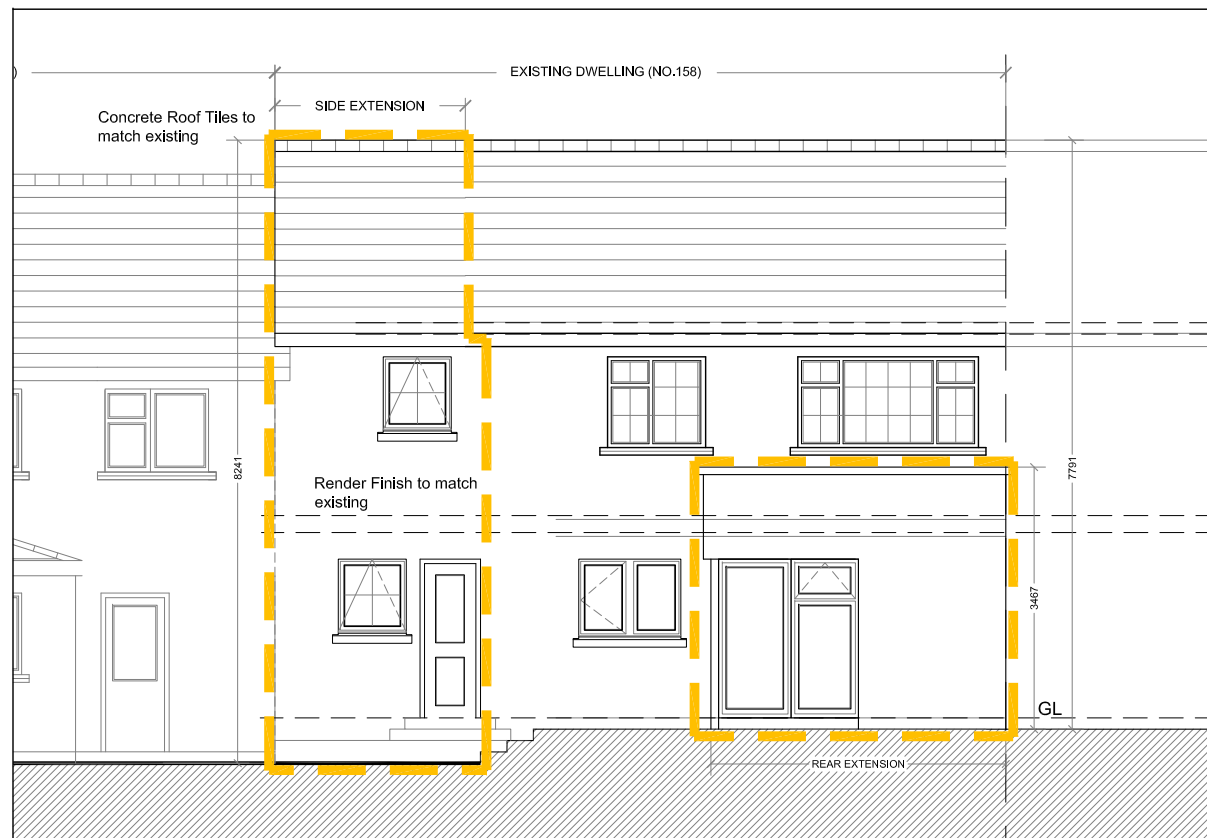 )
EXISTING DWELLING (NO.158)
SIDE EXTENSION
Concrete Roof Tiles to
match existing
8241
7791
Render Finish to match
existing
3467
GL
REAR EXTENSION